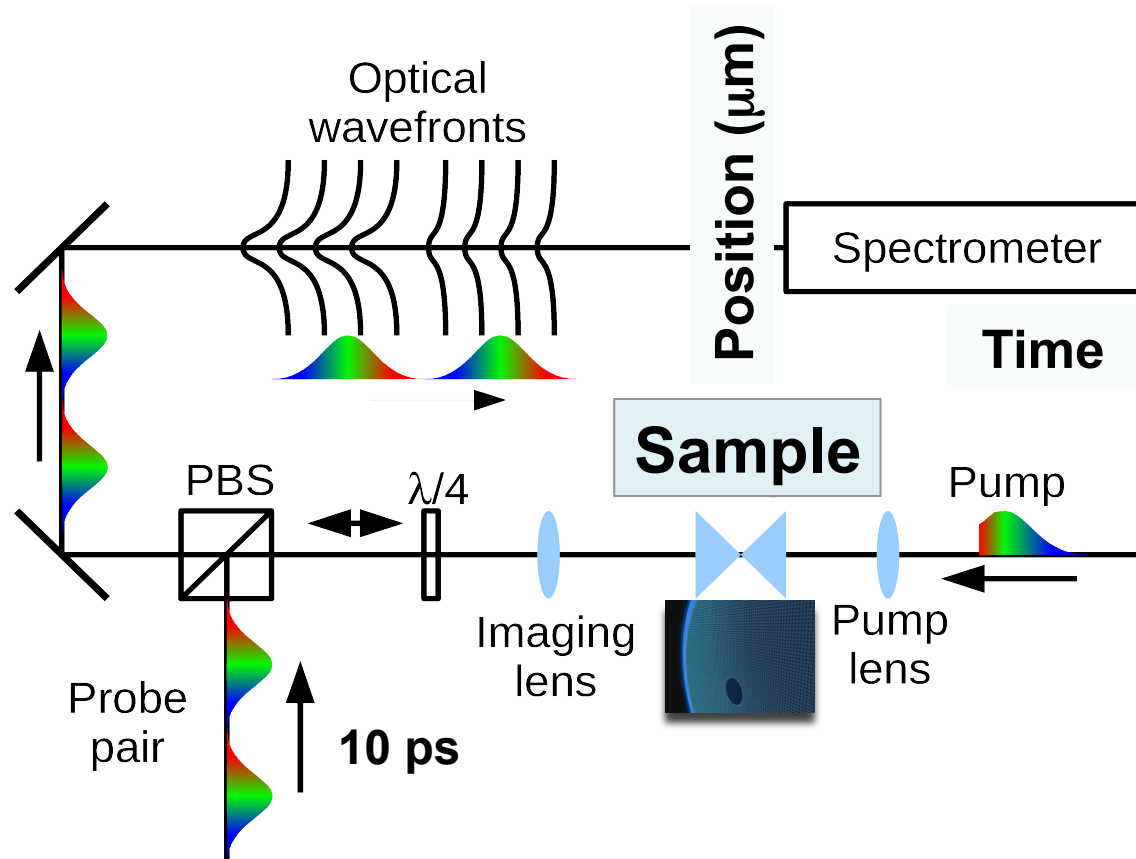 Optical
wavefronts
Position (μm)
Spectrometer
Time
Sample
PBS
λ/4
Pump
Imaging
lens
Pump
lens
Probe
pair
10 ps